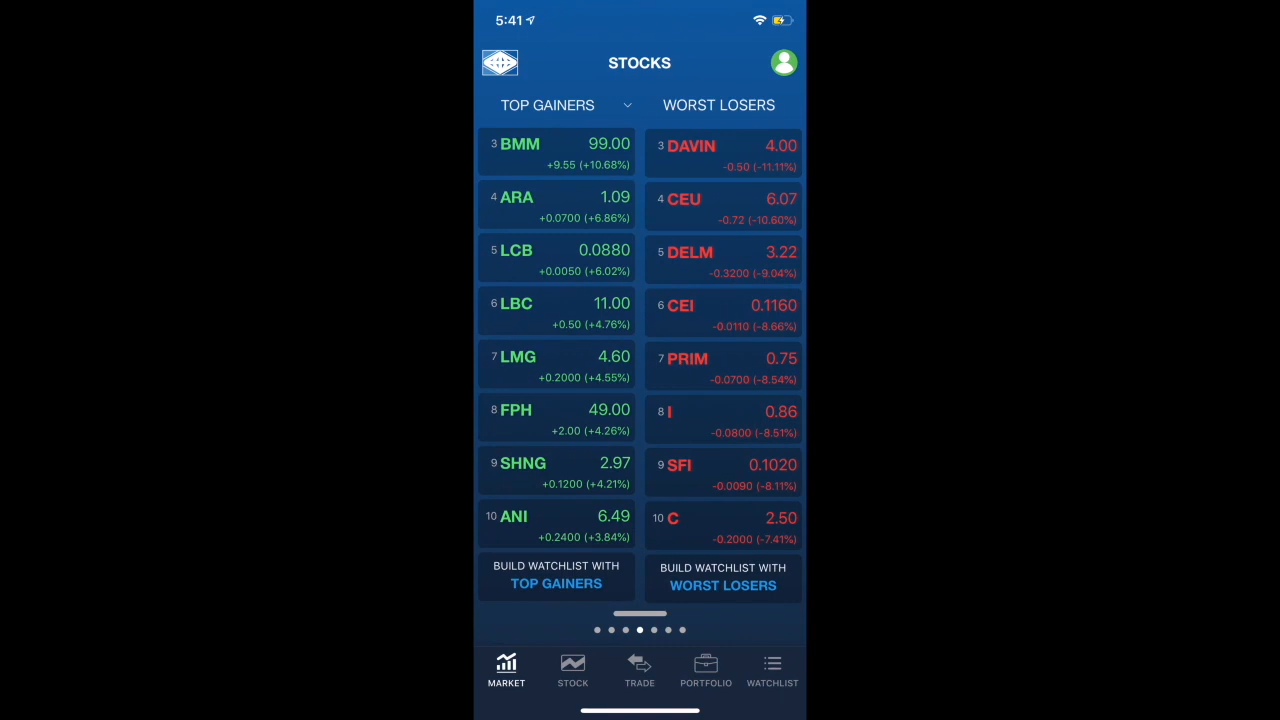 5:41
STOCKS
TOP GAINERS
WORST LOSERS
3 BMM 99.00
+9.55 (+10.68%)
3 DAVIN 4.00
-0.50 (-11.11%)
4 ARA 1.09
+0.0700 (+6.86%)
4 CEU 6.07
-0.72 (-10.60%)
5 LCB 0.0880
+0.0050 (+6.02%)
5 DELM 3.22
-0.3200 (-9.04%)
6 LBC 11.00
+0.50 (+4.76%)
6 CEI 0.1160
-0.0110 (-8.66%)
7 LMG 4.60
+0.2000 (+4.55%)
7 PRIM 0.75
-0.0700 (-8.54%)
8 FPH 49.00
+2.00 (+4.26%)
8 I 0.86
-0.0800 (-8.51%)
9 SHNG 2.97
+0.1200 (+4.21%)
9 SFI 0.1020
-0.0090 (-8.11%)
10 ANI 6.49
+0.2400 (+3.84%)
10 C 2.50
-0.2000 (-7.41%)
BUILD WATCHLIST WITH
TOP GAINERS
BUILD WATCHLIST WITH
WORST LOSERS
MARKET
STOCK
TRADE
PORTFOLIO
WATCHLIST